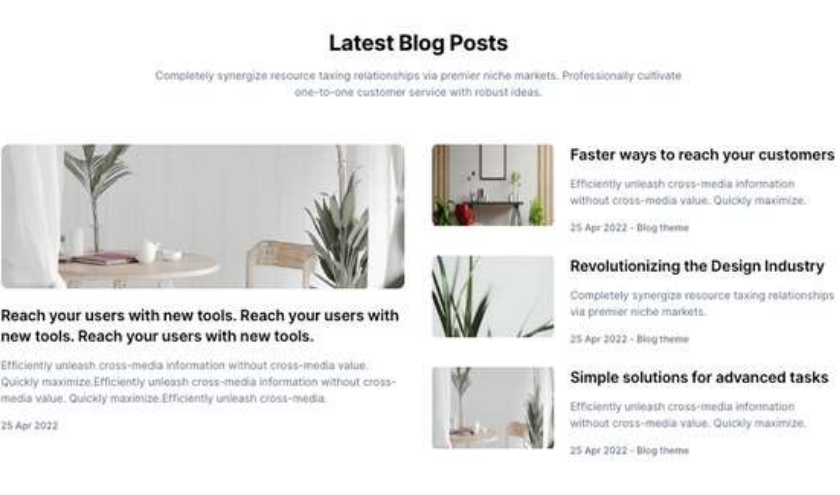 Latest Blog Posts
Completely synergize resource taxing relationships via premier niche markets. Professionally cultivate
one-to-one customer service with robust ideas.
Reach your users with new tools. Reach your users with
new tools. Reach your users with new tools.
Efficiently unleash cross-media information without cross-media value.
Quickly maximize.Efficiently unleash cross-media information without cross-
media value. Quickly maximize.Efficiently unleash cross-media.
25 Apr 2022
Faster ways to reach your customers
Efficiently unleash cross-media information
without cross-media value. Quickly maximize.
25 Apr 2022 - Blog theme
Revolutionizing the Design Industry
Completely synergize resource taxing relationships
via premier niche markets.
25 Apr 2022 - Blog theme
Simple solutions for advanced tasks
Efficiently unleash cross-media information
without cross-media value. Quickly maximize.
25 Apr 2022 - Blog theme